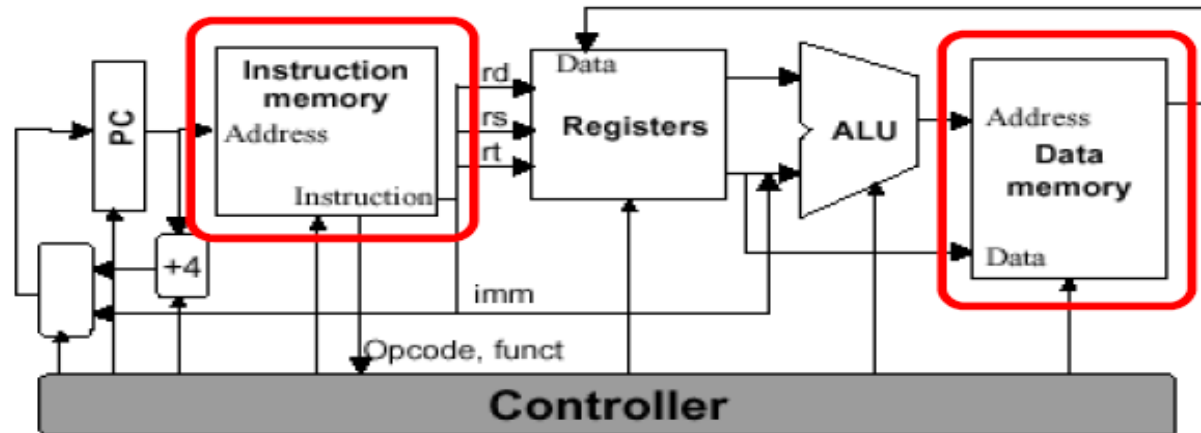 Instruction
memory
Address
Instruction
PC
+4
rd
rs
rt
imm
Opcode, funct
Data
Registers
ALU
Address
Data
memory
Data
Controller